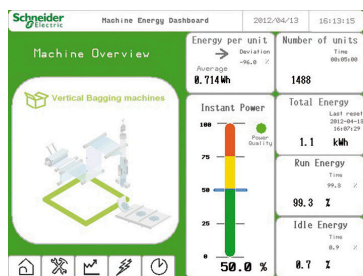 Schneider Electric
Machine Energy Dashboard
2012/04/13
16:13:15
Machine Overview
Vertical Bagging machines
Energy per unit
Deviation
-96.0 %
Average
0.714 Wh
Number of units
Time
00:05:00
1488
Instant Power
100
75
50
25
0
Power
Quality
50.0 %
Total Energy
Last reset
2012-04-13
16:07:29
1.1 kWh
Run Energy
Time
99.3 %
99.3 %
Idle Energy
Time
0.9 %
0.7 %